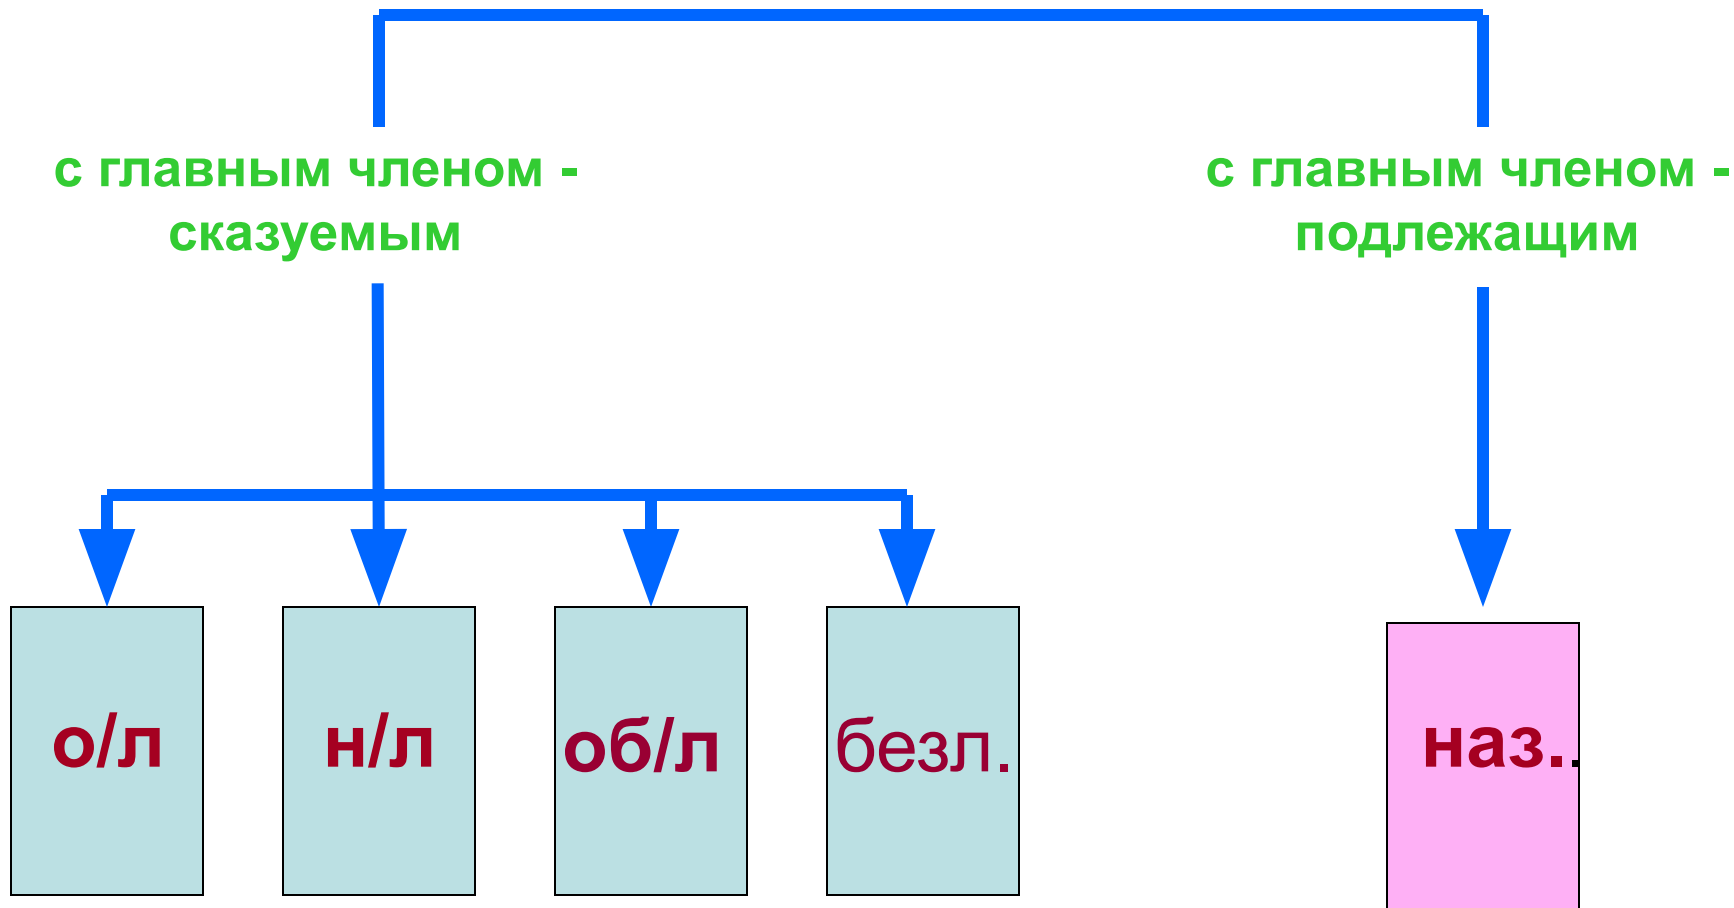 с главным членом -
сказуемым
с главным членом -
подлежащим
о/л
н/л
об/л
безл.
наз..